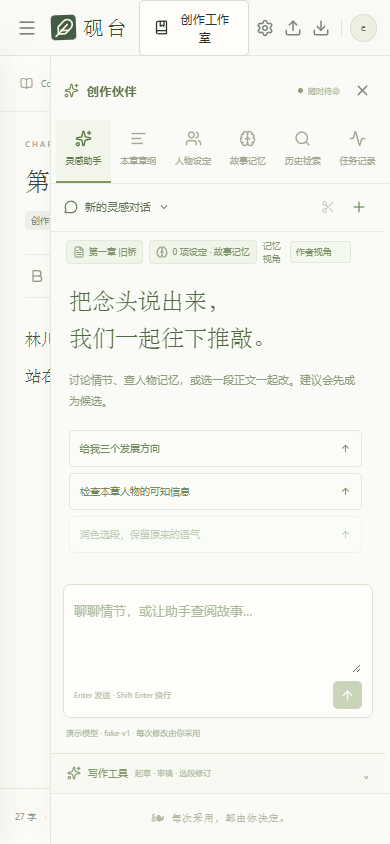 砚台
创作工作
室
c
创作伙伴
随时待命
灵感助手
本章章纲
人物设定
故事记忆
历史检索
任务记录
新的灵感对话
第一章 旧桥
0 项设定 · 故事记忆
记忆
视角
作者视角
把念头说出来，
我们一起往下推敲。
讨论情节、查人物记忆，或选一段正文一起改。建议会先成
为候选。
给我三个发展方向
检查本章人物的可知信息
润色选段，保留原来的语气
聊聊情节，或让助手查阅故事...
Enter 发送 · Shift Enter 换行
演示模型 · fake-v1 · 每次修改由你采用
写作工具
起草 · 审稿 · 选段修订
每次采用，都由你决定。
Co
CHAP
第
创作
B
林川
站在
27 字 ·